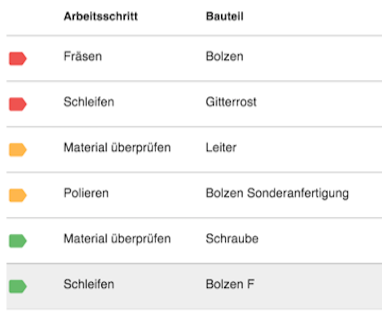 Arbeitsschritt Bauteil
Fräsen Bolzen
Schleifen Gitterrost
Material überprüfen Leiter
Polieren Bolzen Sonderanfertigung
Material überprüfen Schraube
Schleifen Bolzen F